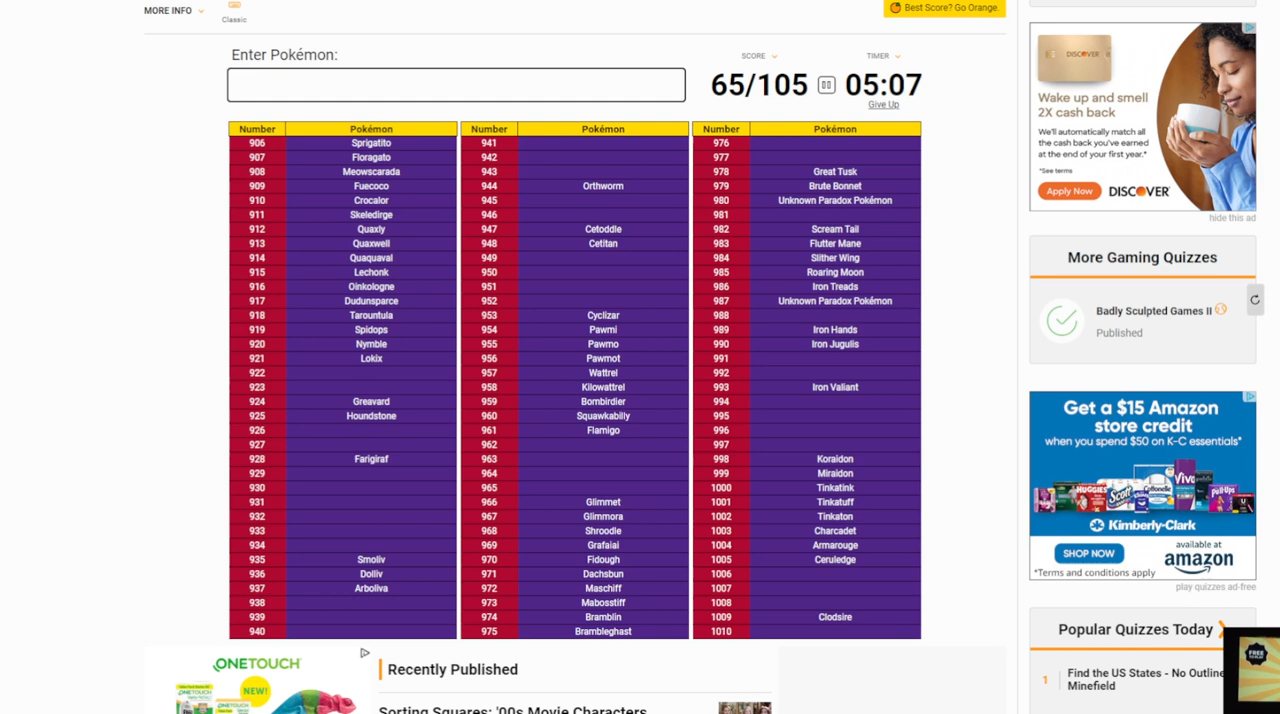 MORE INFO
Classic
Best Score? Go Orange.
Enter Pokémon:
SCORE
TIMER
65/105
05:07
Give Up
Number Pokémon
906 Sprigatito
907 Floragato
908 Meowscarada
909 Fuecoco
910 Crocalor
911 Skeledirge
912 Quaxly
913 Quaxwell
914 Quaquaval
915 Lechonk
916 Oinkologne
917 Dudunsparce
918 Tarountula
919 Spidops
920 Nymble
921 Lokix
922
923
924 Greavard
925 Houndstone
926
927
928 Farigiraf
929
930
931
932
933
934
935 Smoliv
936 Dolliv
937 Arboliva
938
939
940
Number Pokémon
941
942
943
944 Orthworm
945
946
947 Cetoddle
948 Cetitan
949
950
951
952
953 Cyclizar
954 Pawmi
955 Pawmo
956 Pawmot
957 Wattrel
958 Kilowattrel
959 Bombirdier
960 Squawkabilly
961 Flamigo
962
963
964
965
966 Glimmet
967 Glimmora
968 Shroodle
969 Grafaiai
970 Fidough
971 Dachsbun
972 Maschiff
973 Mabosstiff
974 Bramblin
975 Brambleghast
Number Pokémon
976
977
978 Great Tusk
979 Brute Bonnet
980 Unknown Paradox Pokémon
981
982 Scream Tail
983 Flutter Mane
984 Slither Wing
985 Roaring Moon
986 Iron Treads
987 Unknown Paradox Pokémon
988
989 Iron Hands
990 Iron Jugulis
991
992
993 Iron Valiant
994
995
996
997
998 Koraidon
999 Miraidon
1000 Tinkatink
1001 Tinkatuff
1002 Tinkaton
1003 Charcadet
1004 Armarouge
1005 Ceruledge
1006
1007
1008
1009 Clodsire
1010
DISCOVER
Wake up and smell
2X cash back
We'll automatically match all
the cash back you've earned
at the end of your first year.*
*See terms
Apply Now
DISCOVER
hide this ad
More Gaming Quizzes
Badly Sculpted Games II
Published
Get a $15 Amazon
store credit
when you spend $50 on K-C essentials*
HUGGIES
Scott
Cottonelle
Viva
Pull-Ups
Kimberly-Clark
SHOP NOW
available at
amazon
*Terms and conditions apply
play quizzes ad-free
Popular Quizzes Today
1 Find the US States - No Outline
Minefield
FREE
ONETOUCH
NEW!
Recently Published
Sorting Squares: '00s Movie Characters